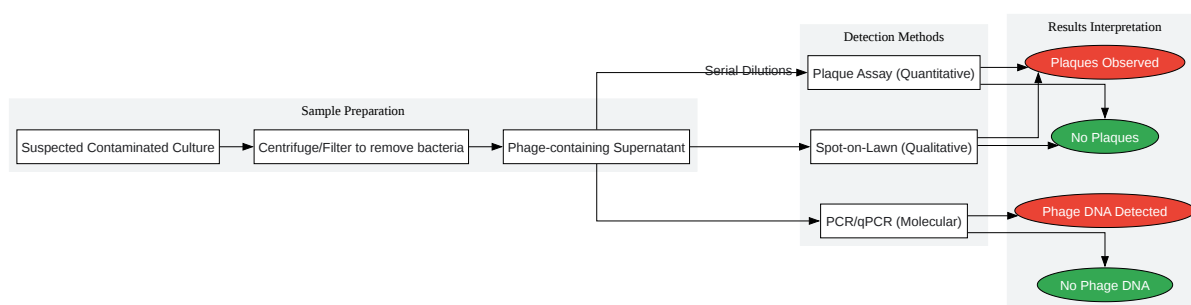 Results Interpretation
Detection Methods
Plaques Observed
Serial Dilutions
Plaque Assay (Quantitative)
Sample Preparation
No Plaques
Suspected Contaminated Culture
Centrifuge/Filter to remove bacteria
Phage-containing Supernatant
Spot-on-Lawn (Qualitative)
Phage DNA Detected
PCR/qPCR (Molecular)
No Phage DNA